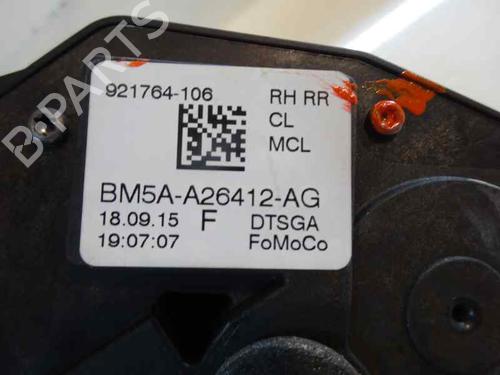 921764-106 RH RR
CL
MCL
BM5A-A26412-AG
18.09.15 F DTSGA
19:07:07 FoMoCo
B-PARTS